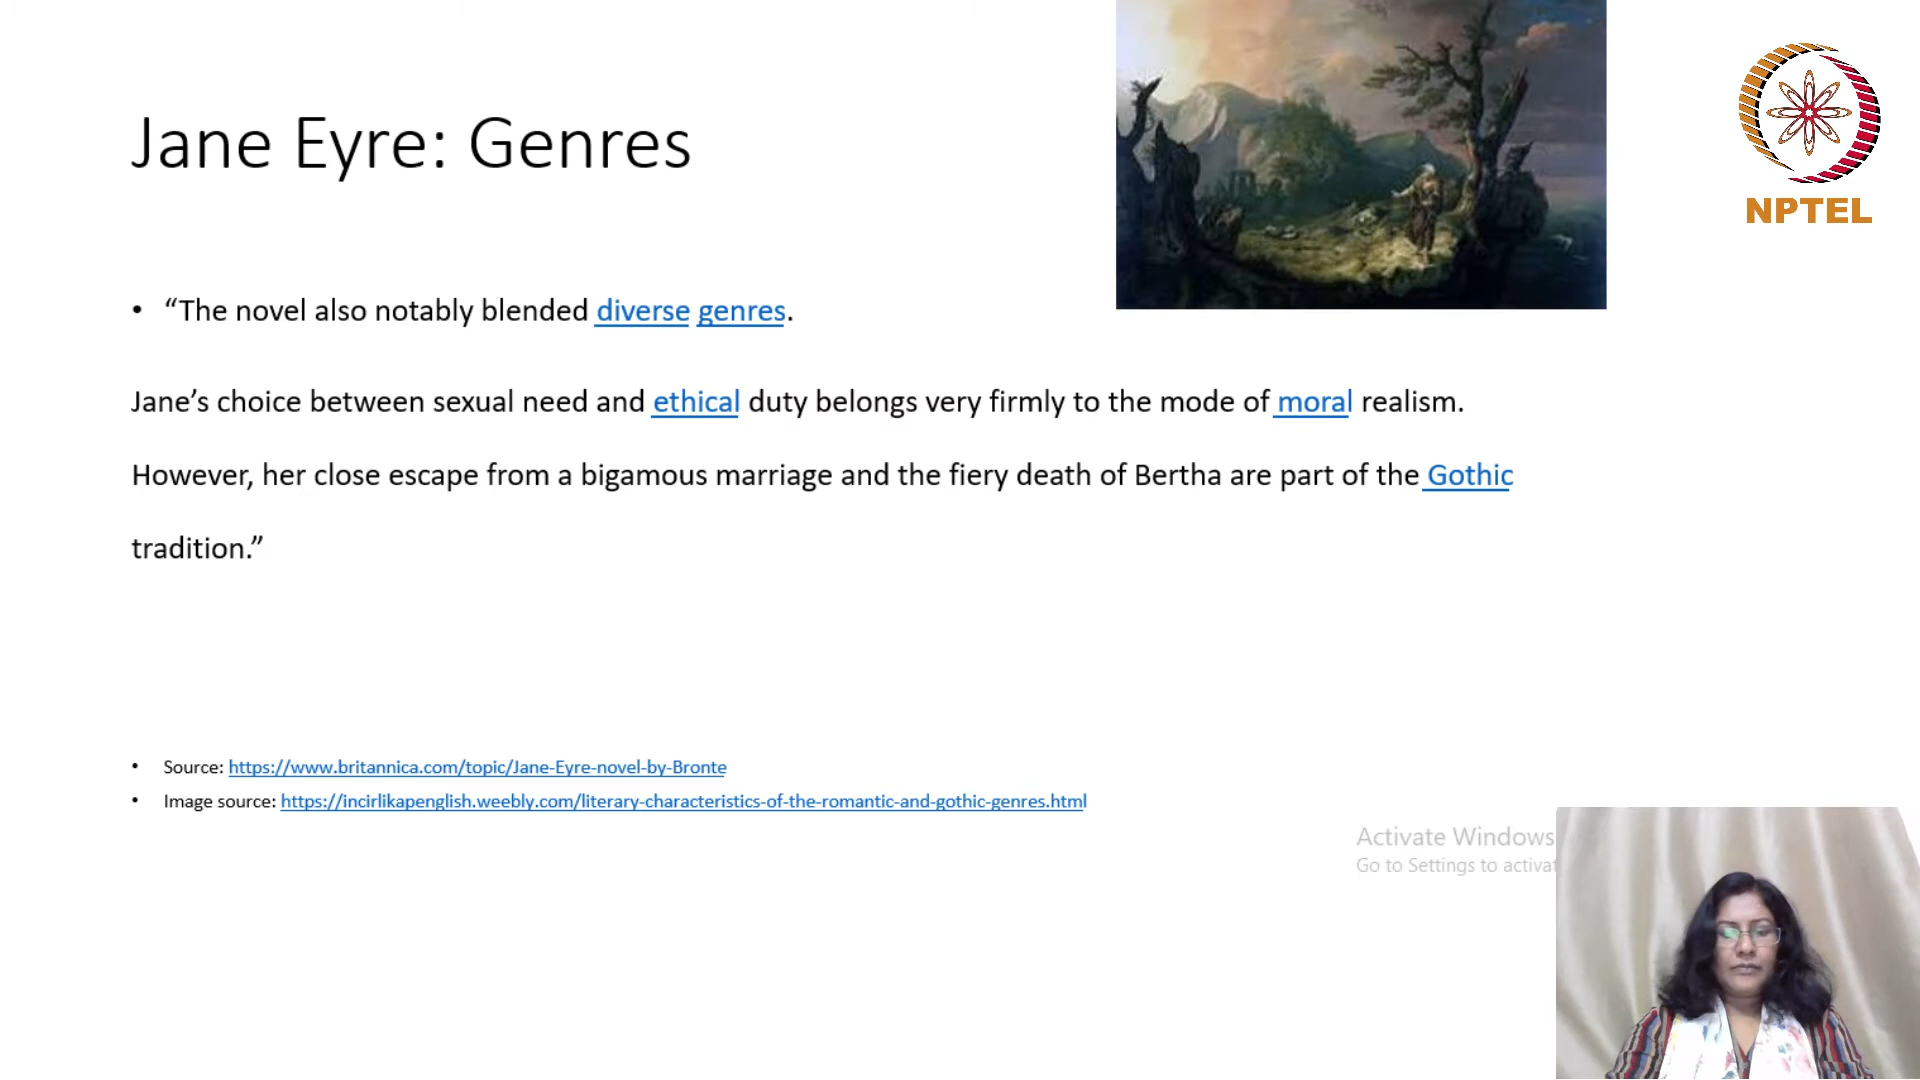 Jane Eyre: Genres
NPTEL
• “The novel also notably blended diverse genres.
Jane’s choice between sexual need and ethical duty belongs very firmly to the mode of moral realism.
However, her close escape from a bigamous marriage and the fiery death of Bertha are part of the Gothic
tradition.”
• Source: https://www.britannica.com/topic/Jane-Eyre-novel-by-Bronte
• Image source: https://incirlikapenglish.weebly.com/literary-characteristics-of-the-romantic-and-gothic-genres.html
Activate Windows
Go to Settings to activat